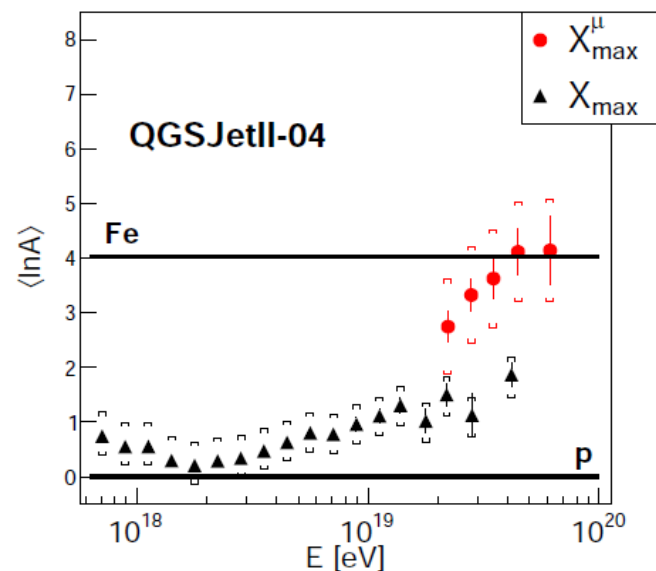 8
7
6
5
4
3
2
1
0
⟨lnA⟩
X^μ_max
X_max
QGSJetII-04
Fe
p
10^18
10^19
10^20
E [eV]